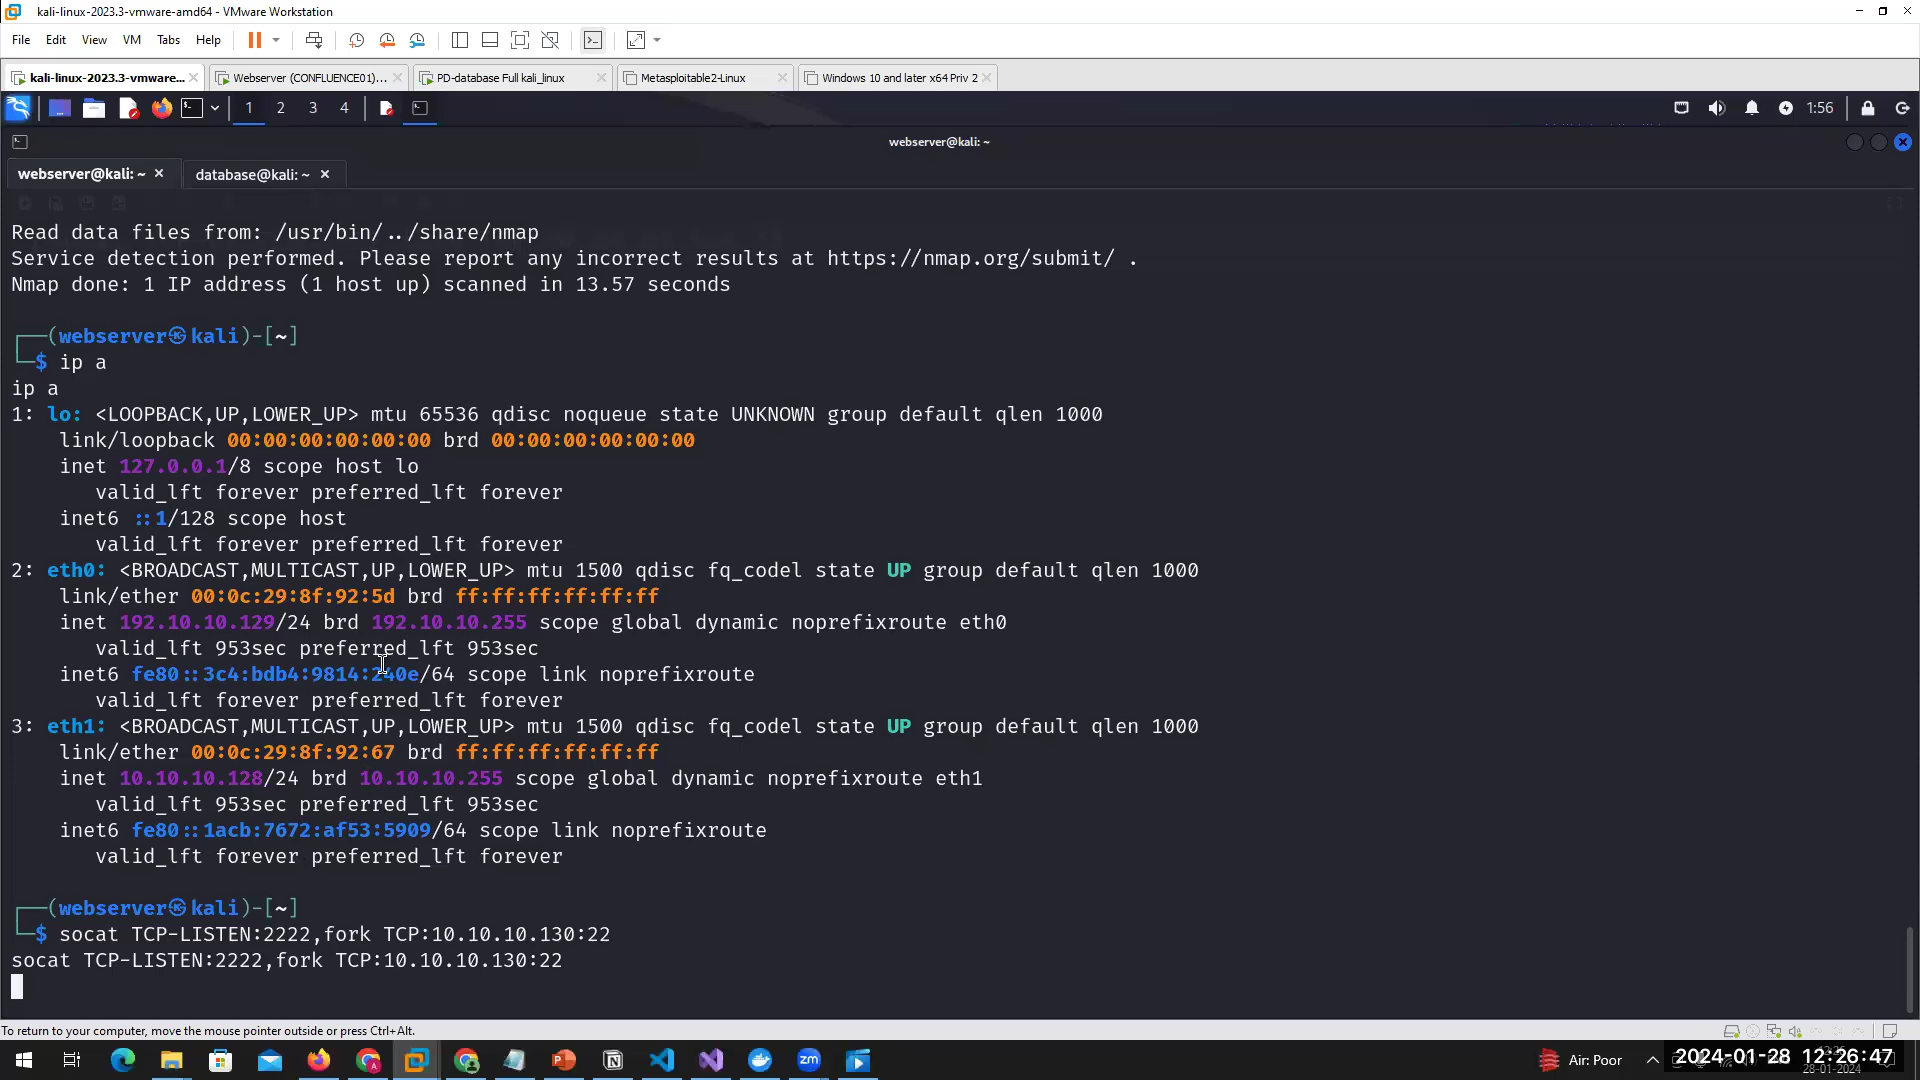 kali-linux-2023.3-vmware-amd64 - VMware Workstation
File Edit View VM Tabs Help
kali-linux-2023.3-vmware... Webserver (CONFLUENCE01)... PD-database Full kali_linux Metasploitable2-Linux Windows 10 and later x64 Priv 2
1 2 3 4 1:56
webserver@kali: ~
webserver@kali: ~ database@kali: ~
Read data files from: /usr/bin/../share/nmap
Service detection performed. Please report any incorrect results at https://nmap.org/submit/ .
Nmap done: 1 IP address (1 host up) scanned in 13.57 seconds
┌──(webserver㉿kali)-[~]
└─$ ip a
ip a
1: lo: <LOOPBACK,UP,LOWER_UP> mtu 65536 qdisc noqueue state UNKNOWN group default qlen 1000
link/loopback 00:00:00:00:00:00 brd 00:00:00:00:00:00
inet 127.0.0.1/8 scope host lo
valid_lft forever preferred_lft forever
inet6 ::1/128 scope host
valid_lft forever preferred_lft forever
2: eth0: <BROADCAST,MULTICAST,UP,LOWER_UP> mtu 1500 qdisc fq_codel state UP group default qlen 1000
link/ether 00:0c:29:8f:92:5d brd ff:ff:ff:ff:ff:ff
inet 192.10.10.129/24 brd 192.10.10.255 scope global dynamic noprefixroute eth0
valid_lft 953sec preferred_lft 953sec
inet6 fe80::3c4:bdb4:9814:240e/64 scope link noprefixroute
valid_lft forever preferred_lft forever
3: eth1: <BROADCAST,MULTICAST,UP,LOWER_UP> mtu 1500 qdisc fq_codel state UP group default qlen 1000
link/ether 00:0c:29:8f:92:67 brd ff:ff:ff:ff:ff:ff
inet 10.10.10.128/24 brd 10.10.10.255 scope global dynamic noprefixroute eth1
valid_lft 953sec preferred_lft 953sec
inet6 fe80::1acb:7672:af53:5909/64 scope link noprefixroute
valid_lft forever preferred_lft forever
┌──(webserver㉿kali)-[~]
└─$ socat TCP-LISTEN:2222,fork TCP:10.10.10.130:22
socat TCP-LISTEN:2222,fork TCP:10.10.10.130:22
To return to your computer, move the mouse pointer outside or press Ctrl+Alt.
Air: Poor 2024-01-28 12:26:47
28-01-2024